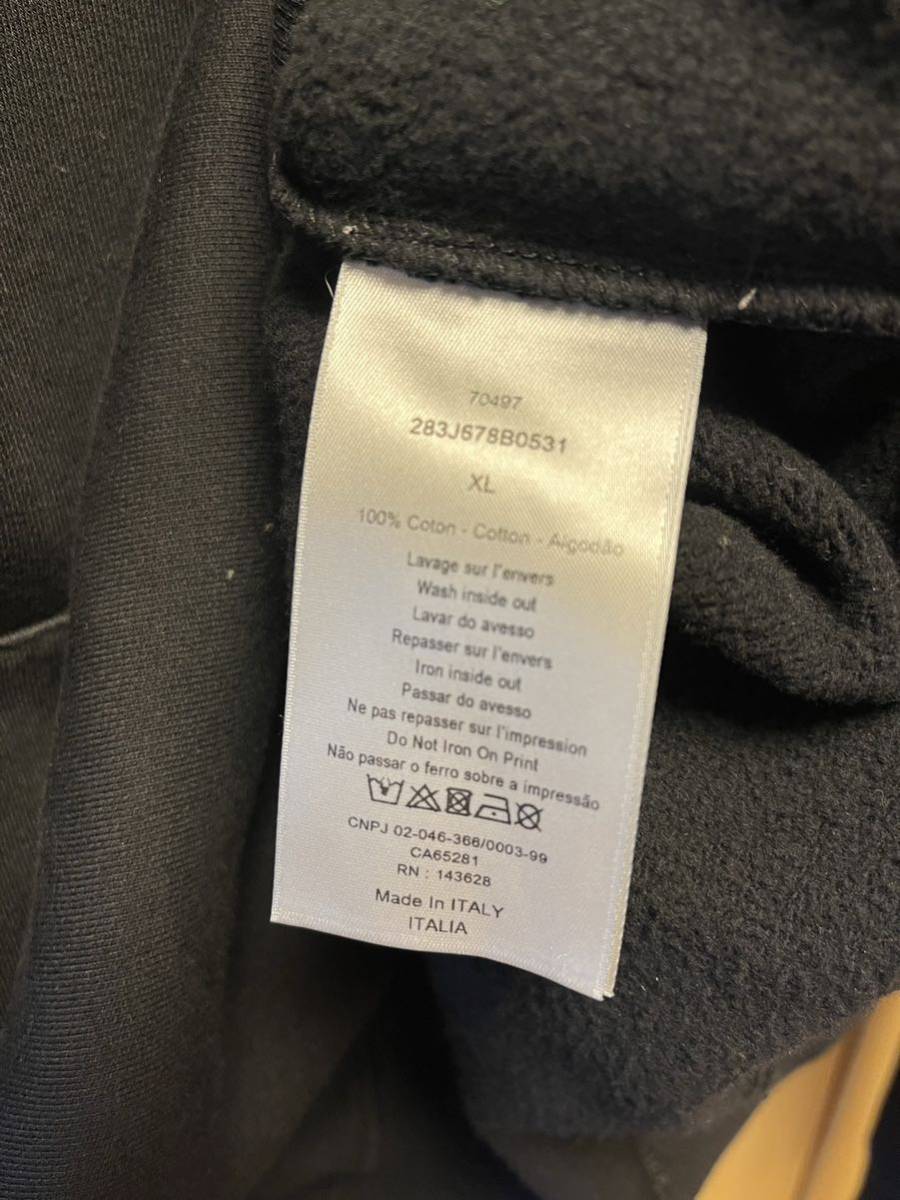 70497
283J678B0531
XL
100% Coton - Cotton - Algodão
Lavage sur l'envers
Wash inside out
Lavar do avesso
Repasser sur l'envers
Iron inside out
Passar do avesso
Ne pas repasser sur l'impression
Do Not Iron On Print
Não passar o ferro sobre a impressão
CNPJ 02-046-366/0003-99
CA65281
RN : 143628
Made In ITALY
ITALIA